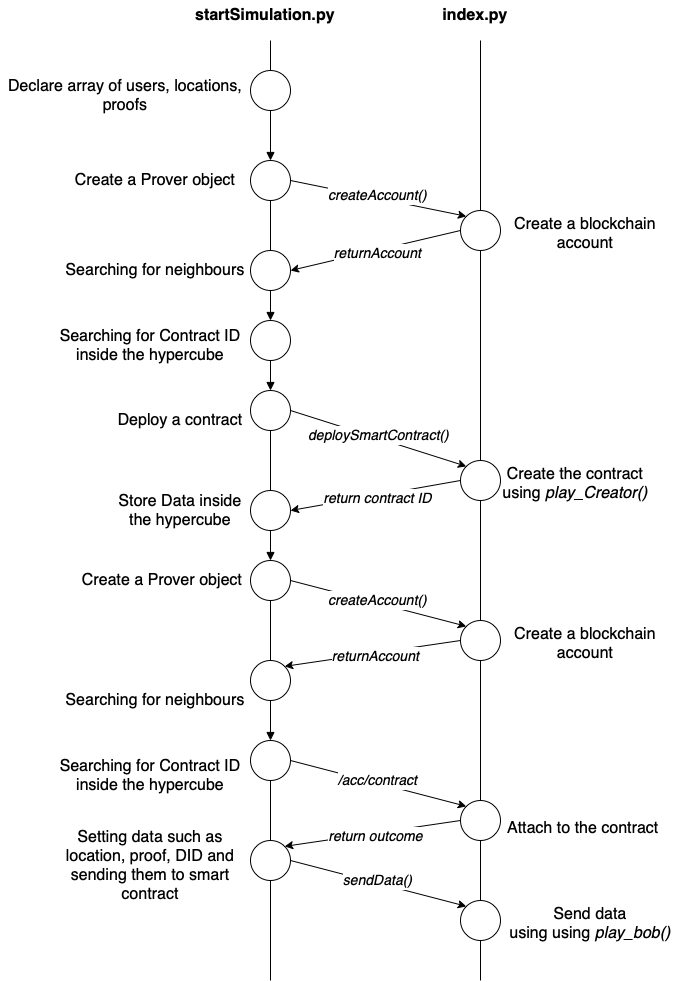 startSimulation.py
index.py
Declare array of users, locations,
proofs
Create a Prover object
createAccount()
Create a blockchain
account
returnAccount
Searching for neighbours
Searching for Contract ID
inside the hypercube
Deploy a contract
deploySmartContract()
Create the contract
using play_Creator()
return contract ID
Store Data inside
the hypercube
Create a Prover object
createAccount()
Create a blockchain
account
returnAccount
Searching for neighbours
Searching for Contract ID
inside the hypercube
/acc/contract
Attach to the contract
return outcome
Setting data such as
location, proof, DID and
sending them to smart
contract
sendData()
Send data
using using play_bob()